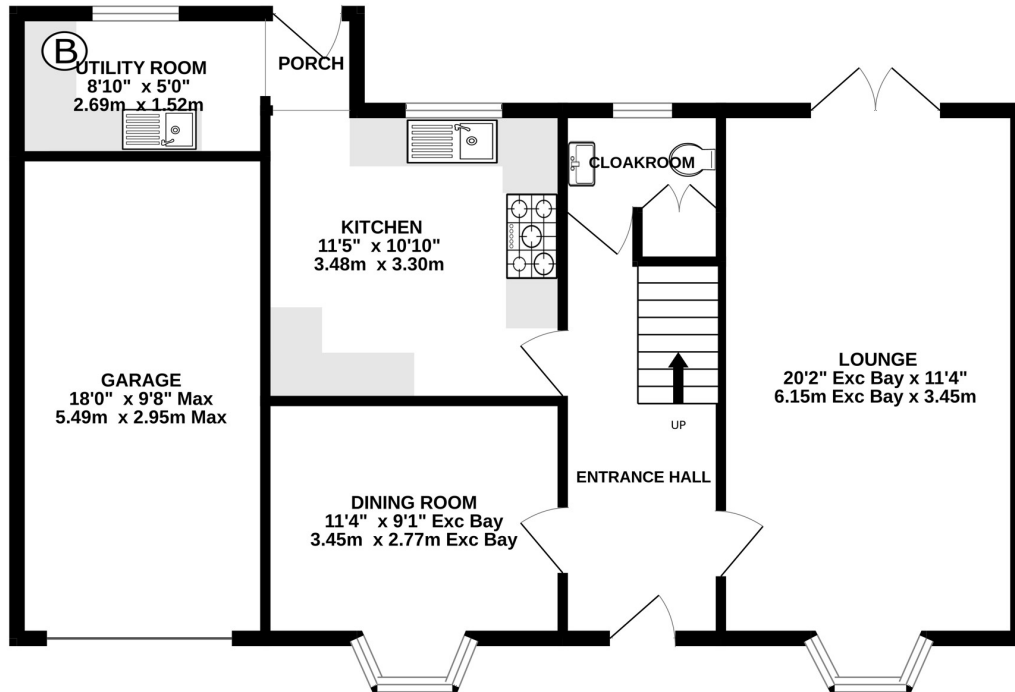 B
UTILITY ROOM
8'10" x 5'0"
2.69m x 1.52m
PORCH
CLOAKROOM
KITCHEN
11'5" x 10'10"
3.48m x 3.30m
GARAGE
18'0" x 9'8" Max
5.49m x 2.95m Max
LOUNGE
20'2" Exc Bay x 11'4"
6.15m Exc Bay x 3.45m
UP
ENTRANCE HALL
DINING ROOM
11'4" x 9'1" Exc Bay
3.45m x 2.77m Exc Bay